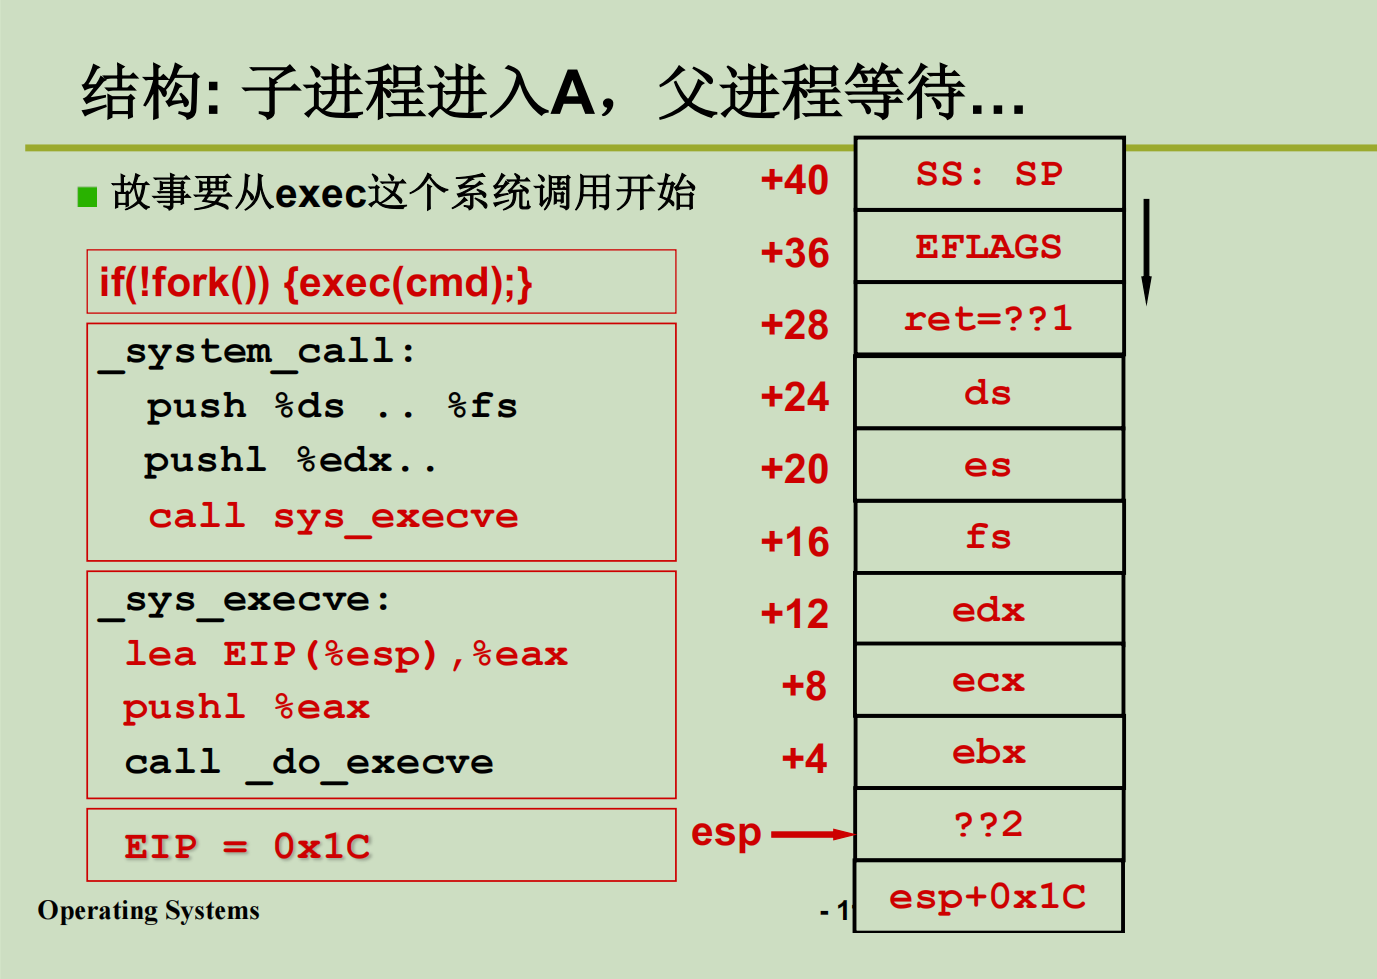 结构: 子进程进入A，父进程等待…
故事要从exec这个系统调用开始
if(!fork()) {exec(cmd);}
_system_call:
push %ds .. %fs
pushl %edx..
call sys_execve
_sys_execve:
lea EIP(%esp),%eax
pushl %eax
call _do_execve
EIP = 0x1C
+40 SS: SP
+36 EFLAGS
+28 ret=??1
+24 ds
+20 es
+16 fs
+12 edx
+8 ecx
+4 ebx
esp ??2
esp+0x1C
Operating Systems
- 1